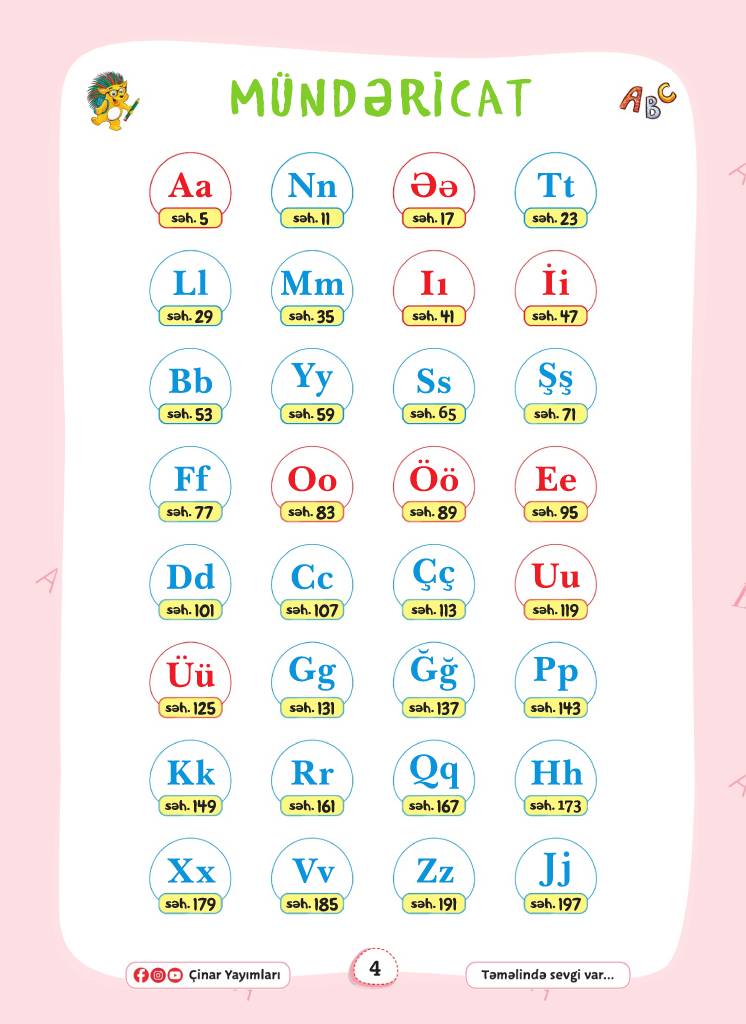 MÜNDƏRİCAT
A B C
Aa Nn Əə Tt
səh. 5 səh. 11 səh. 17 səh. 23
Ll Mm Iı İi
səh. 29 səh. 35 səh. 41 səh. 47
Bb Yy Ss Şş
səh. 53 səh. 59 səh. 65 səh. 71
Ff Oo Öö Ee
səh. 77 səh. 83 səh. 89 səh. 95
Dd Cc Çç Uu
səh. 101 səh. 107 səh. 113 səh. 119
Üü Gg Ğğ Pp
səh. 125 səh. 131 səh. 137 səh. 143
Kk Rr Qq Hh
səh. 149 səh. 161 səh. 167 səh. 173
Xx Vv Zz Jj
səh. 179 səh. 185 səh. 191 səh. 197
Çinar Yayımları 4 Təməlində sevgi var...